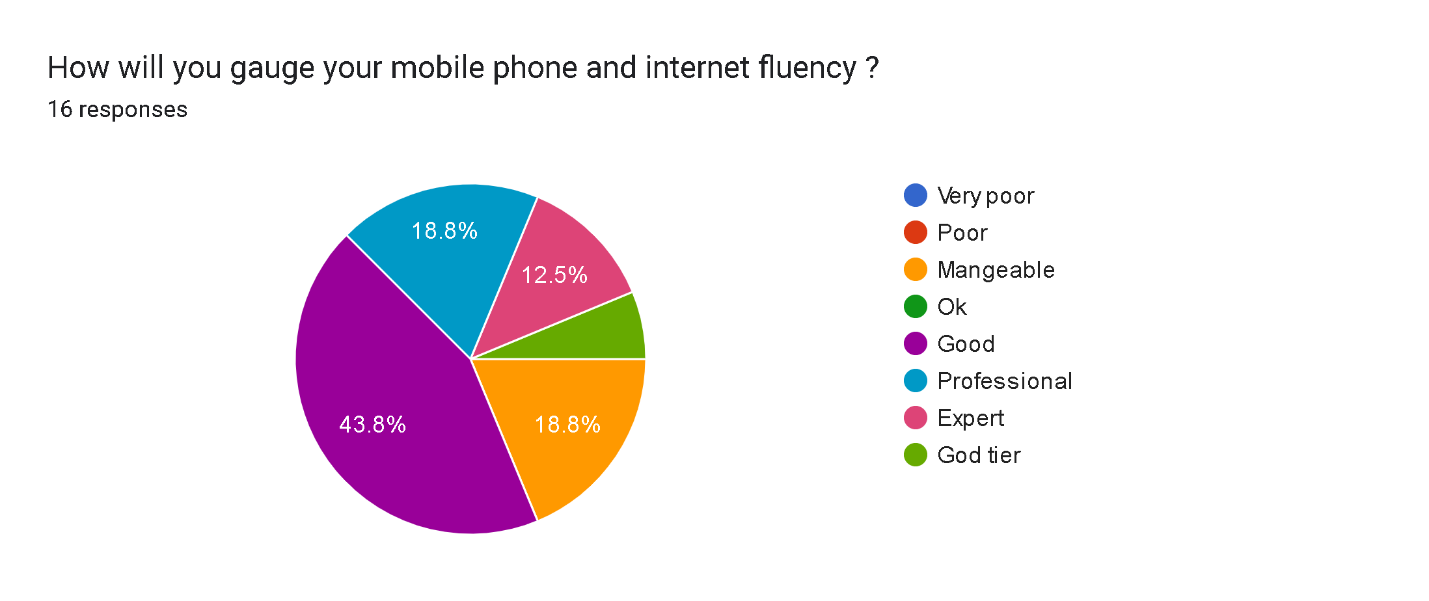 How will you gauge your mobile phone and internet fluency ?
16 responses
18.8%
12.5%
43.8%
18.8%
Very poor
Poor
Mangeable
Ok
Good
Professional
Expert
God tier